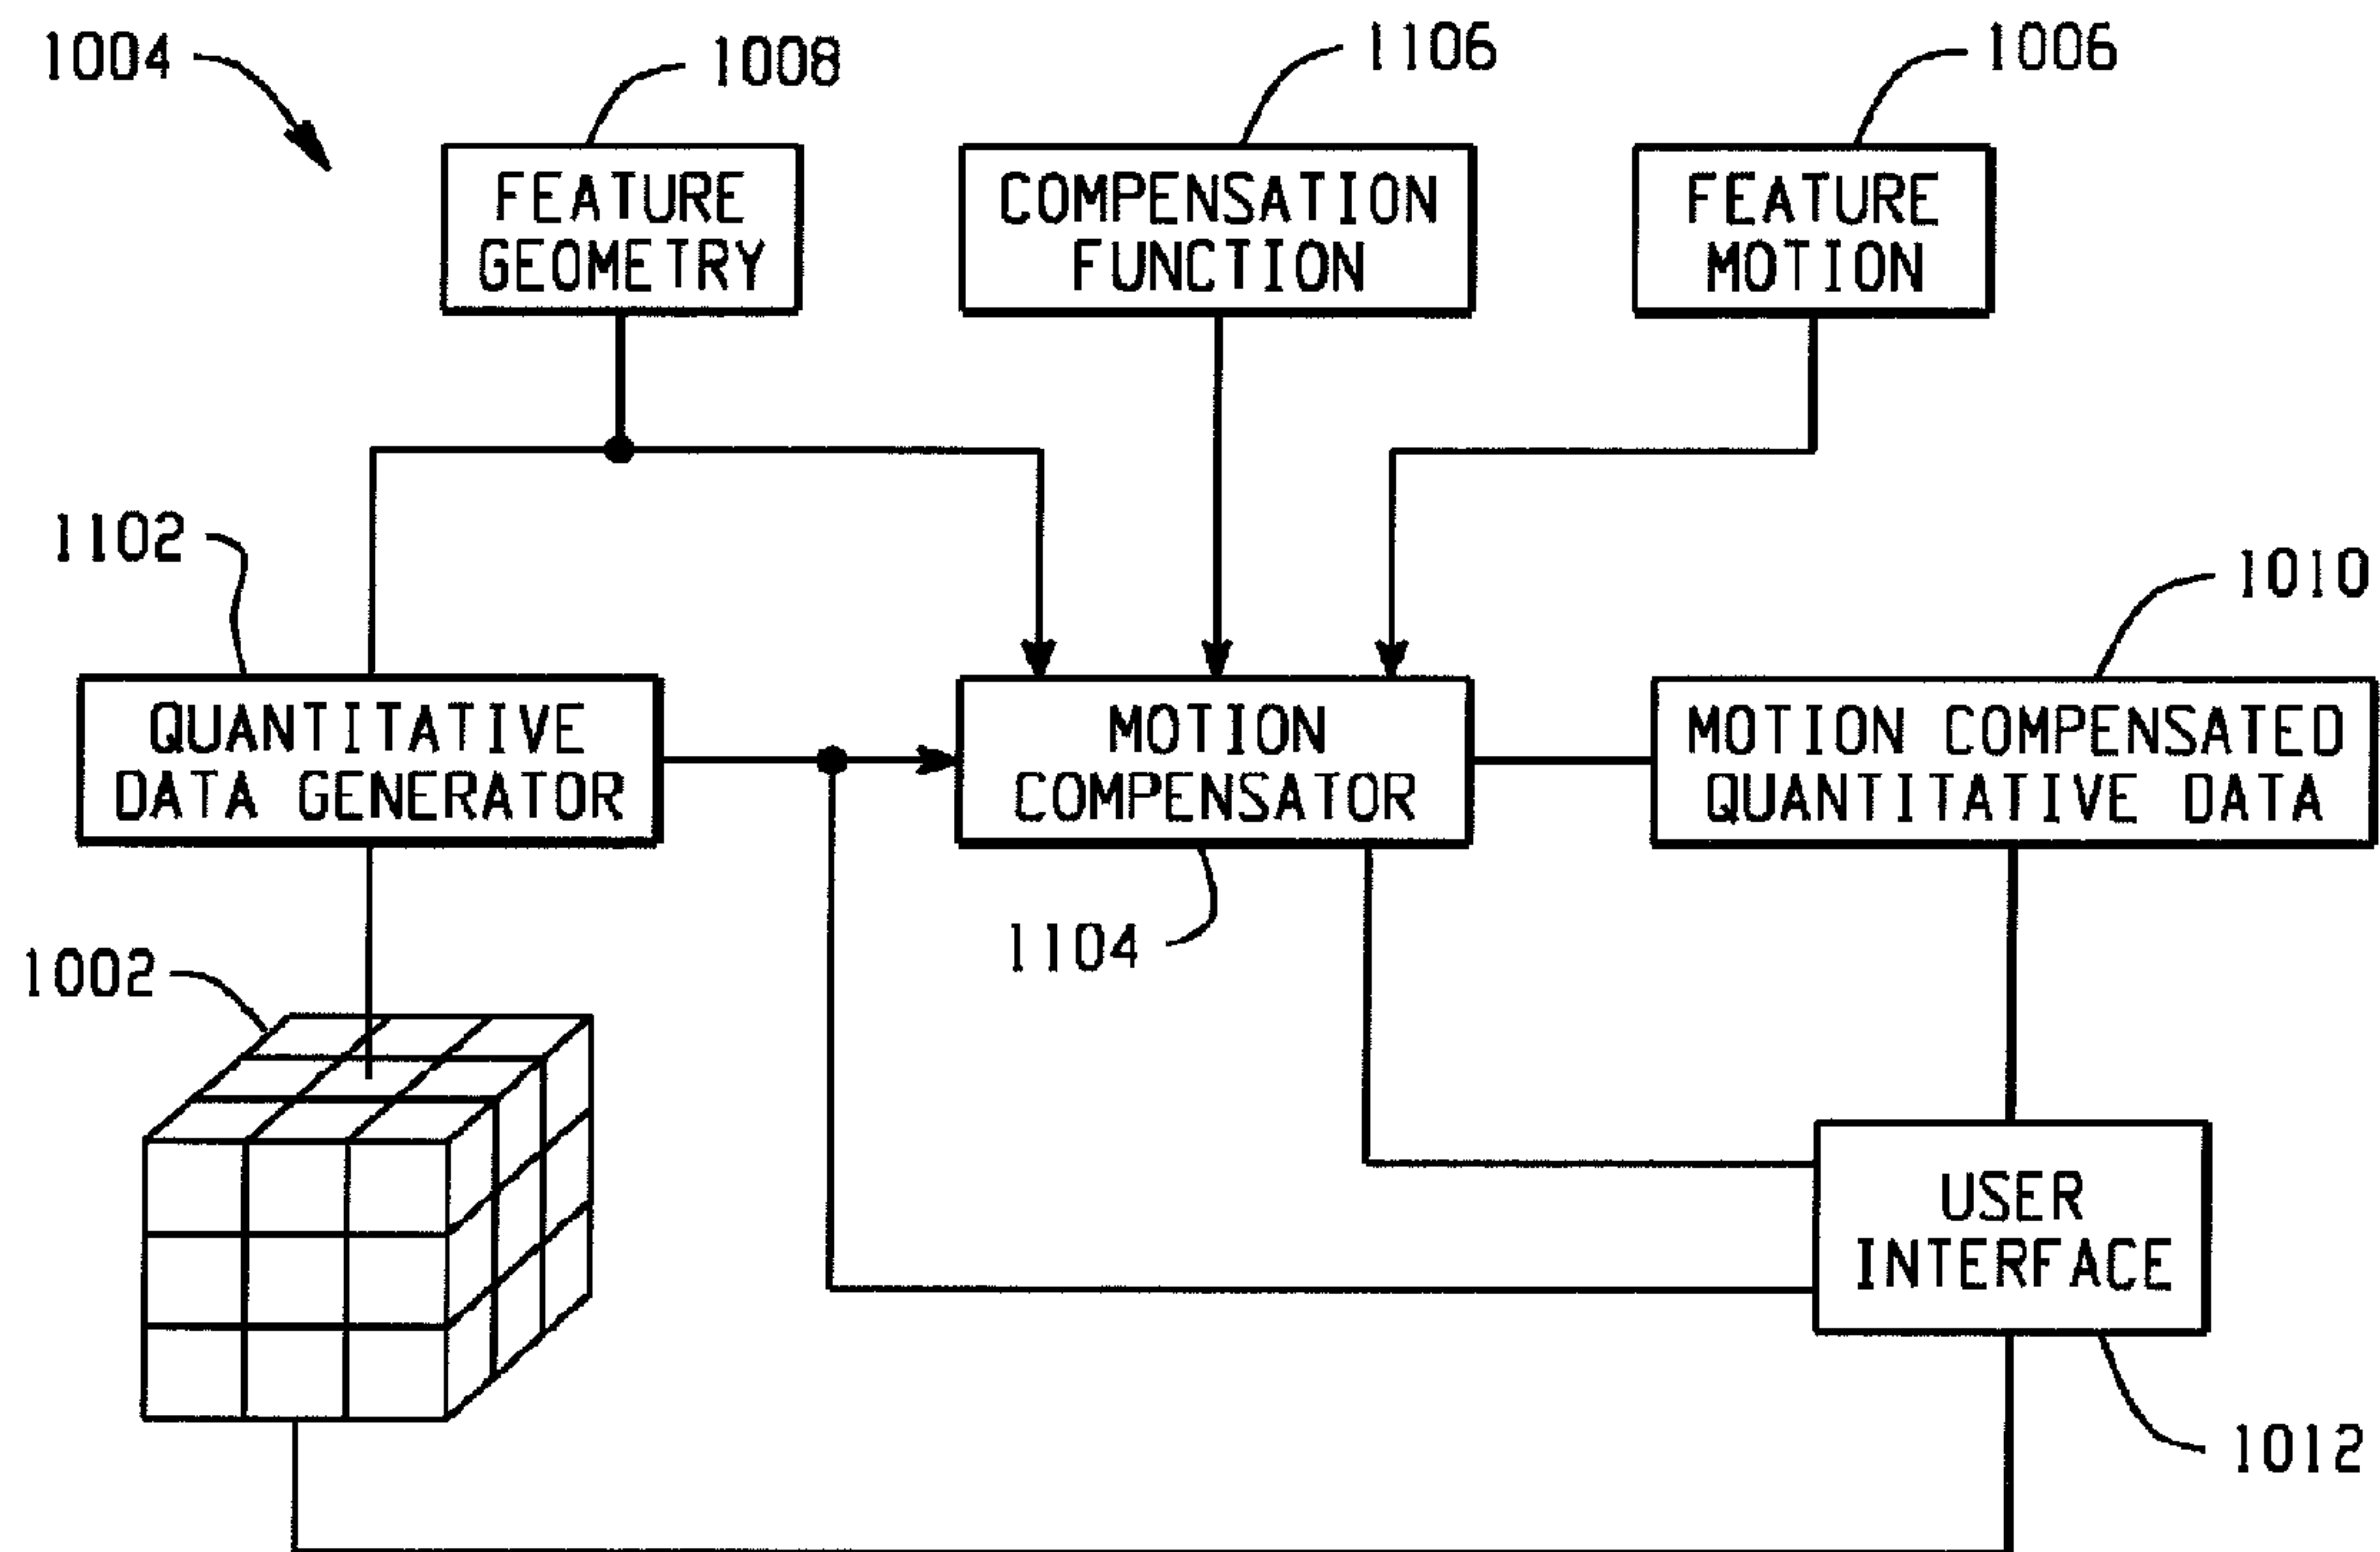 1004
1008
1106
1006
FEATURE
GEOMETRY
COMPENSATION
FUNCTION
FEATURE
MOTION
1102
1010
QUANTITATIVE
DATA GENERATOR
MOTION
COMPENSATOR
MOTION COMPENSATED
QUANTITATIVE DATA
1002
1104
USER
INTERFACE
1012